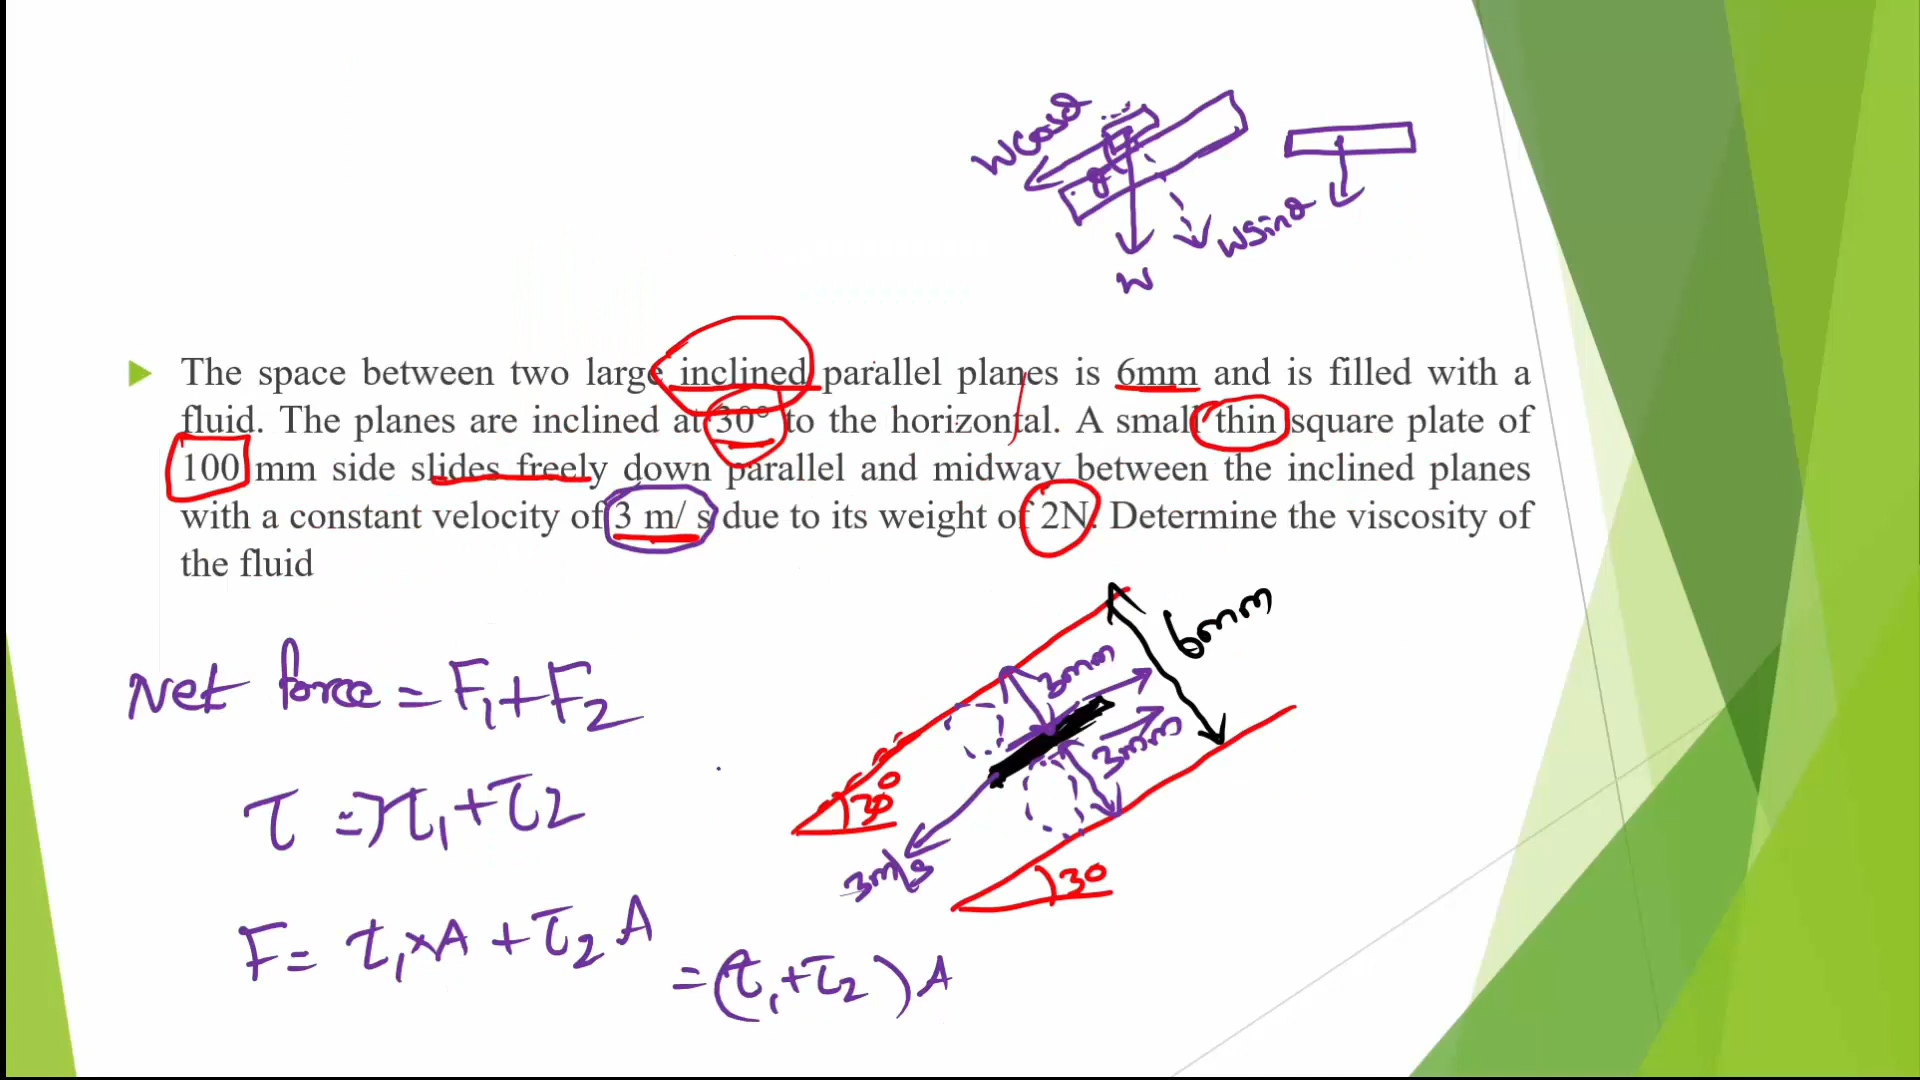 Wcosθ
θ
W
Wsinθ
The space between two large inclined parallel planes is 6mm and is filled with a
fluid. The planes are inclined at 30° to the horizontal. A small thin square plate of
100 mm side slides freely down parallel and midway between the inclined planes
with a constant velocity of 3 m/ s due to its weight of 2N. Determine the viscosity of
the fluid
6mm
3mm
3mm
30°
3m/s
30
Net force = F₁+F₂
τ => τ₁+τ2
F= τ₁×A + τ₂A
=(τ₁+τ₂)A